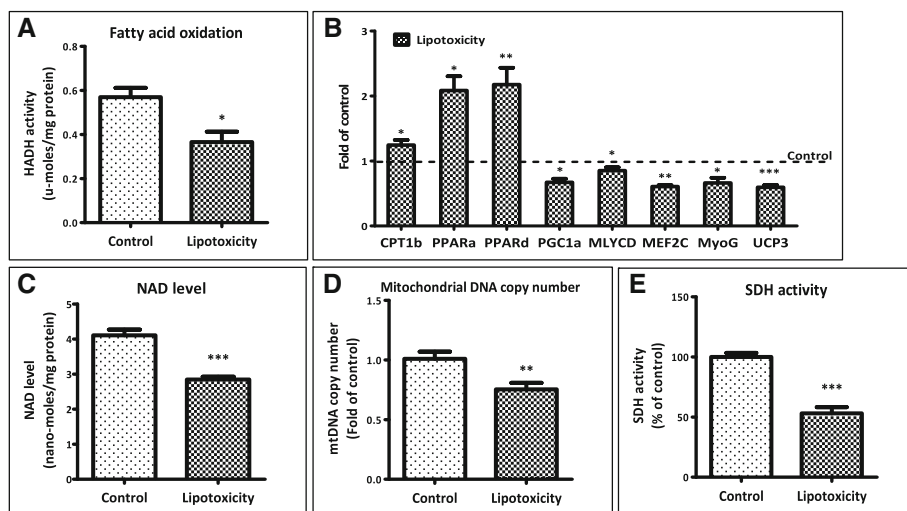 A
Fatty acid oxidation
HADH activity
(u-moles/mg protein)
0.8
0.6
0.4
0.2
0.0
*
Control
Lipotoxicity
B
Lipotoxicity
Fold of control
3
2
1
0
*
*
**
*
*
**
*
***
Control
CPT1b
PPARa
PPARd
PGC1a
MLYCD
MEF2C
MyoG
UCP3
C
NAD level
NAD level
(nano-moles/mg protein)
5
4
3
2
1
0
***
Control
Lipotoxicity
D
Mitochondrial DNA copy number
mtDNA copy number
(Fold of control)
1.5
1.0
0.5
0.0
**
Control
Lipotoxicity
E
SDH activity
SDH activity
(% of control)
150
100
50
0
***
Control
Lipotoxicity